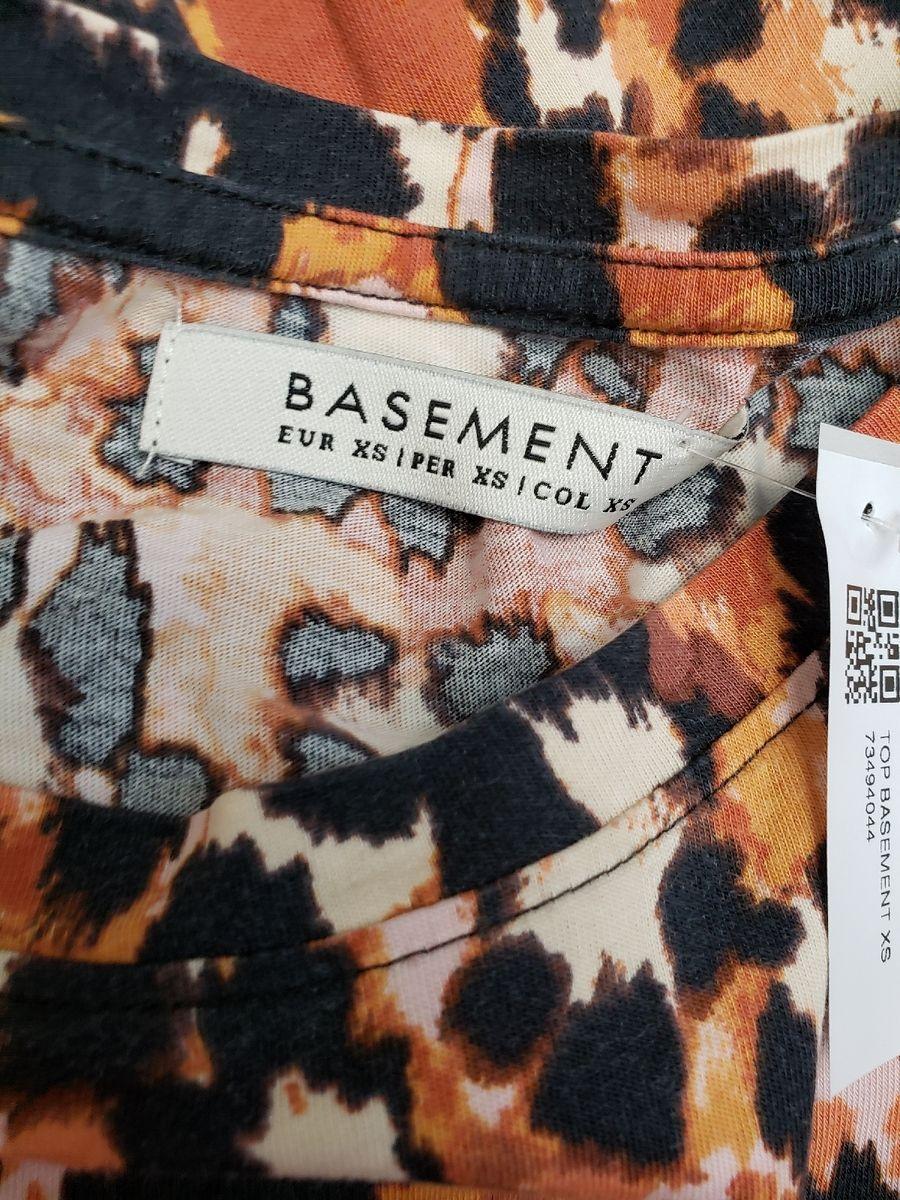 BASEMENT
EUR XS | PER XS | COL XS
TOP BASEMENT XS
73494044